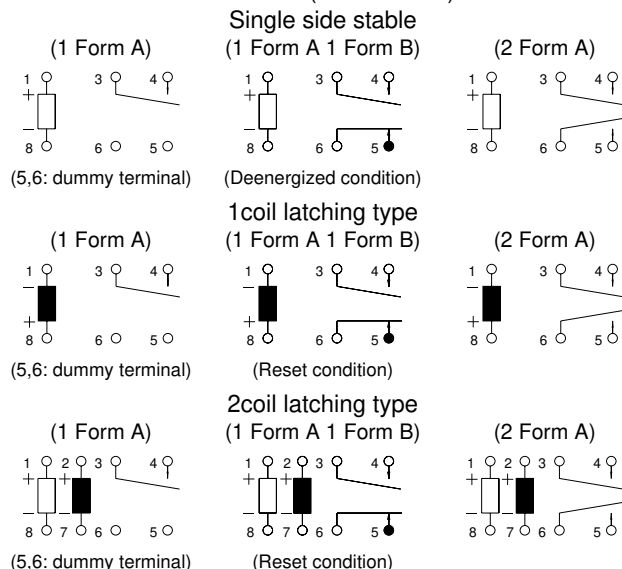 Single side stable
(1 Form A) (1 Form A 1 Form B) (2 Form A)
1 3 4 1 3 4 1 3 4
+ + +
− − −
8 6 5 8 6 5 8 6 5
(5,6: dummy terminal) (Deenergized condition)
1coil latching type
(1 Form A) (1 Form A 1 Form B) (2 Form A)
1 3 4 1 3 4 1 3 4
− − −
+ + +
8 6 5 8 6 5 8 6 5
(5,6: dummy terminal) (Reset condition)
2coil latching type
(1 Form A) (1 Form A 1 Form B) (2 Form A)
1 2 3 4 1 2 3 4 1 2 3 4
+ + + + + +
− − − − − −
8 7 6 5 8 7 6 5 8 7 6 5
(5,6: dummy terminal) (Reset condition)